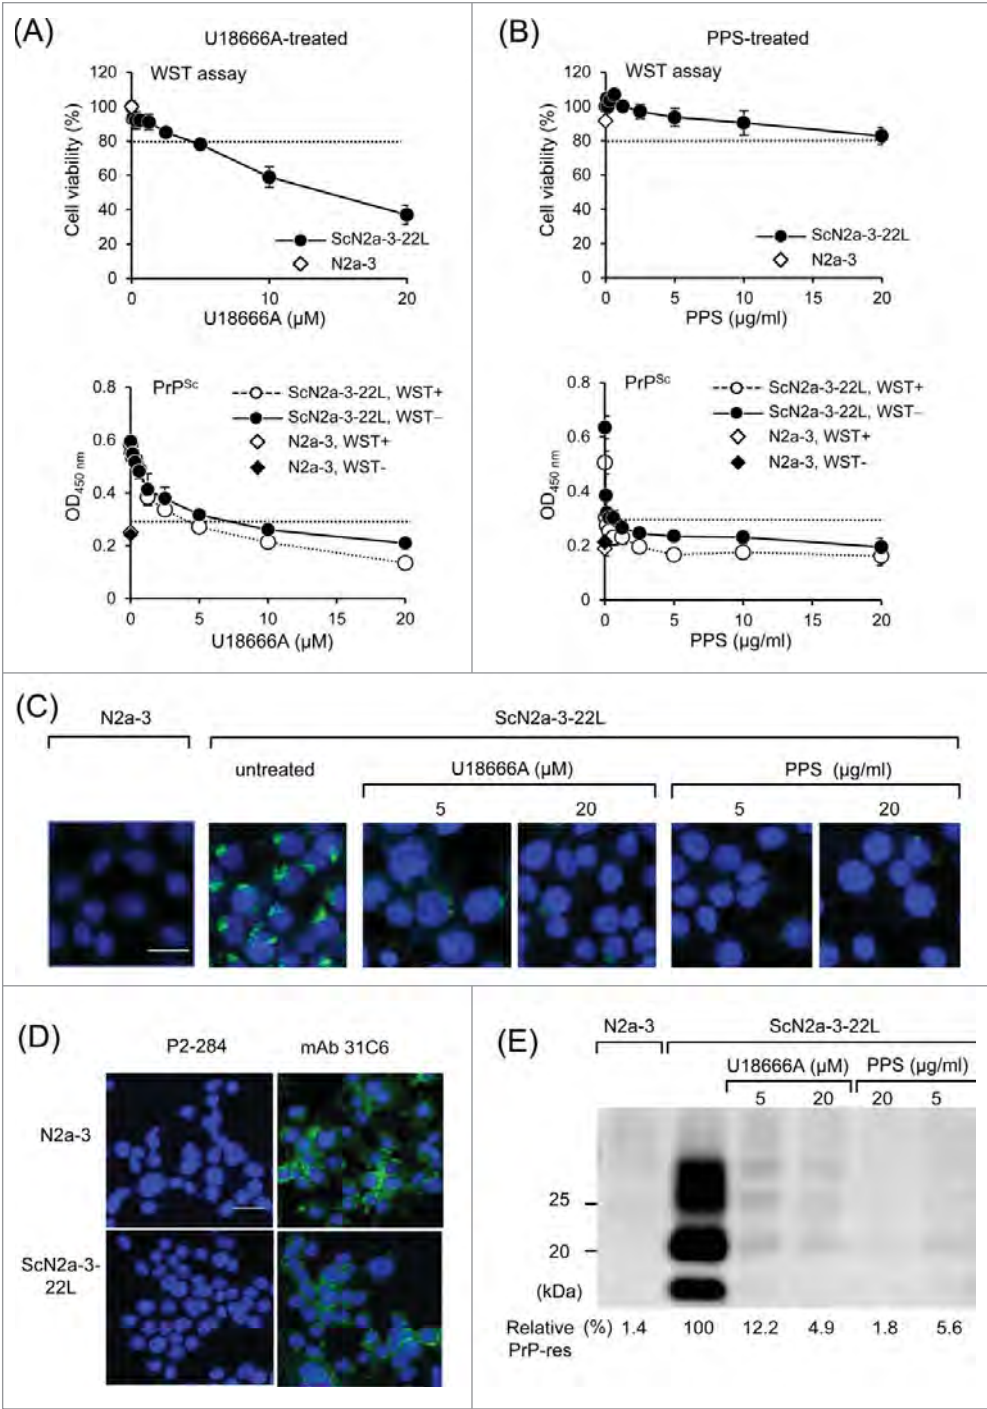 (A)
U18666A-treated
WST assay
Cell viability (%)
120
100
80
60
40
20
0
ScN2a-3-22L
N2a-3
0
10
20
U18666A (µM)
PrPSc
OD450 nm
0.8
0.6
0.4
0.2
0
ScN2a-3-22L, WST+
ScN2a-3-22L, WST−
N2a-3, WST+
N2a-3, WST-
0
5
10
15
20
U18666A (µM)
(B)
PPS-treated
WST assay
Cell viability (%)
120
100
80
60
40
20
0
ScN2a-3-22L
N2a-3
0
5
10
15
20
PPS (µg/ml)
PrPSc
OD450 nm
0.8
0.6
0.4
0.2
0
ScN2a-3-22L, WST+
ScN2a-3-22L, WST−
N2a-3, WST+
N2a-3, WST-
0
5
10
15
20
PPS (µg/ml)
(C)
N2a-3
ScN2a-3-22L
untreated
U18666A (µM)
PPS (µg/ml)
5
20
5
20
(D)
P2-284
mAb 31C6
N2a-3
ScN2a-3-
22L
(E)
N2a-3
ScN2a-3-22L
U18666A (µM)
PPS (µg/ml)
5
20
20
5
25
20
(kDa)
Relative (%) 1.4 100 12.2 4.9 1.8 5.6
PrP-res